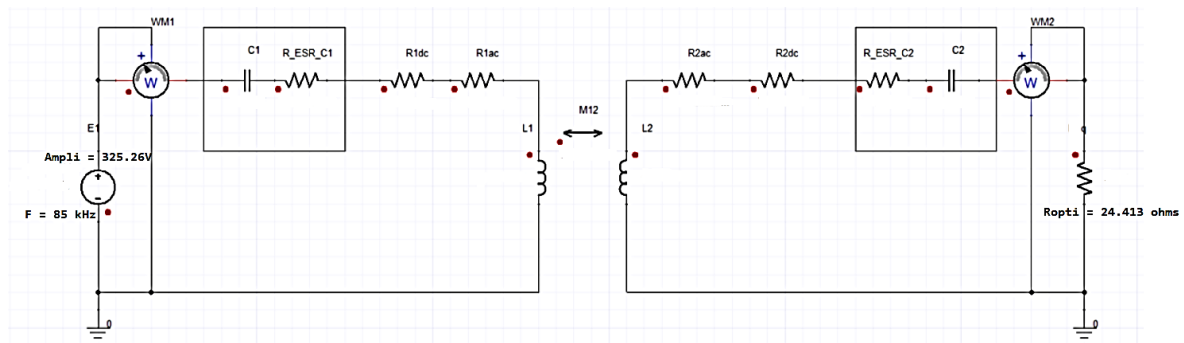 WM1
WM2
C1
R_ESR_C1
R1dc
R1ac
R2ac
R2dc
R_ESR_C2
C2
+
W
+
W
M12
E1
L1
L2
q
Ampli = 325.26V
+
-
F = 85 kHz
Ropti = 24.413 ohms
0
0